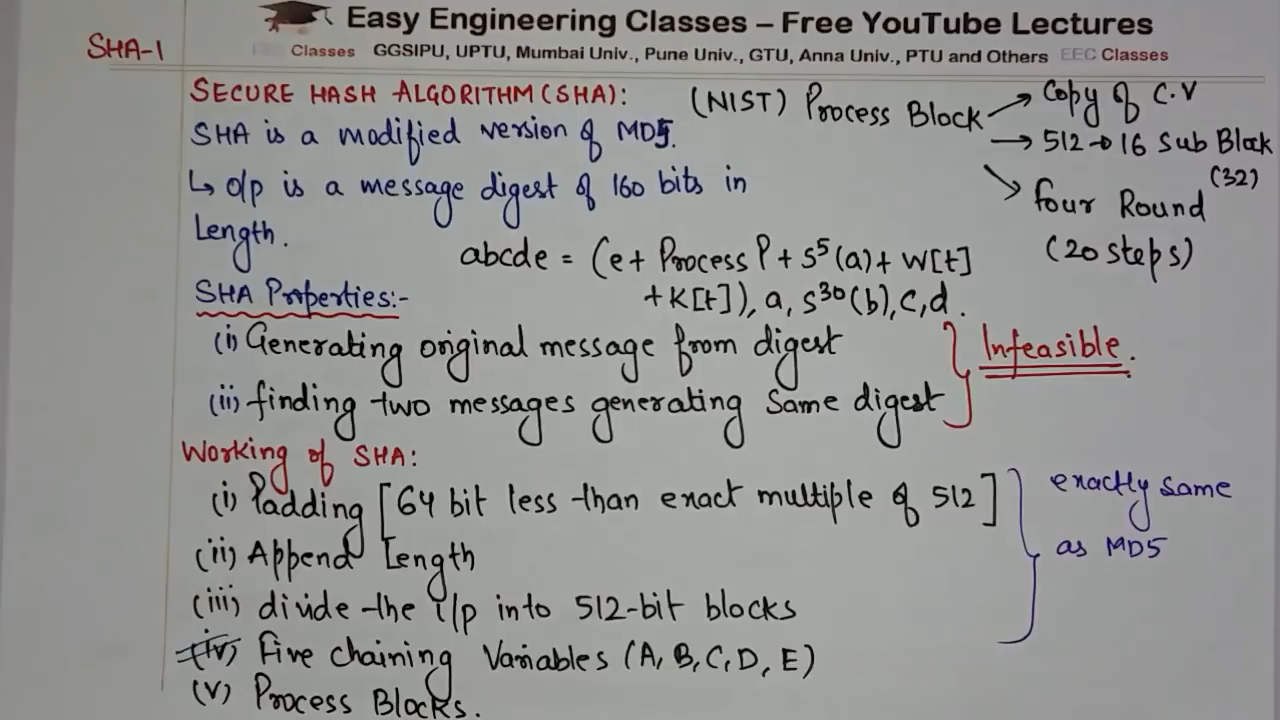 Easy Engineering Classes – Free YouTube Lectures
EEC Classes GGSIPU, UPTU, Mumbai Univ., Pune Univ., GTU, Anna Univ., PTU and Others EEC Classes
SHA-1
SECURE HASH ALGORITHM (SHA): (NIST)
SHA is a modified version of MD5.
↳ o/p is a message digest of 160 bits in
Length.
Process Block → Copy of C.V
→ 512 → 16 Sub Block
(32)
→ Four Round
(20 steps)
abcde = (e + Process P + S⁵(a) + W[t]
+ K[t]), a, S³⁰(b), c, d.
SHA Properties:-
(i) Generating original message from digest
(ii) finding two messages generating same digest
} Infeasible.
Working of SHA:
(i) Padding [64 bit less than exact multiple of 512]
(ii) Append Length
(iii) divide the i/p into 512-bit blocks
} exactly same
as MD5
(iv) Five chaining Variables (A, B, C, D, E)
(v) Process Blocks.